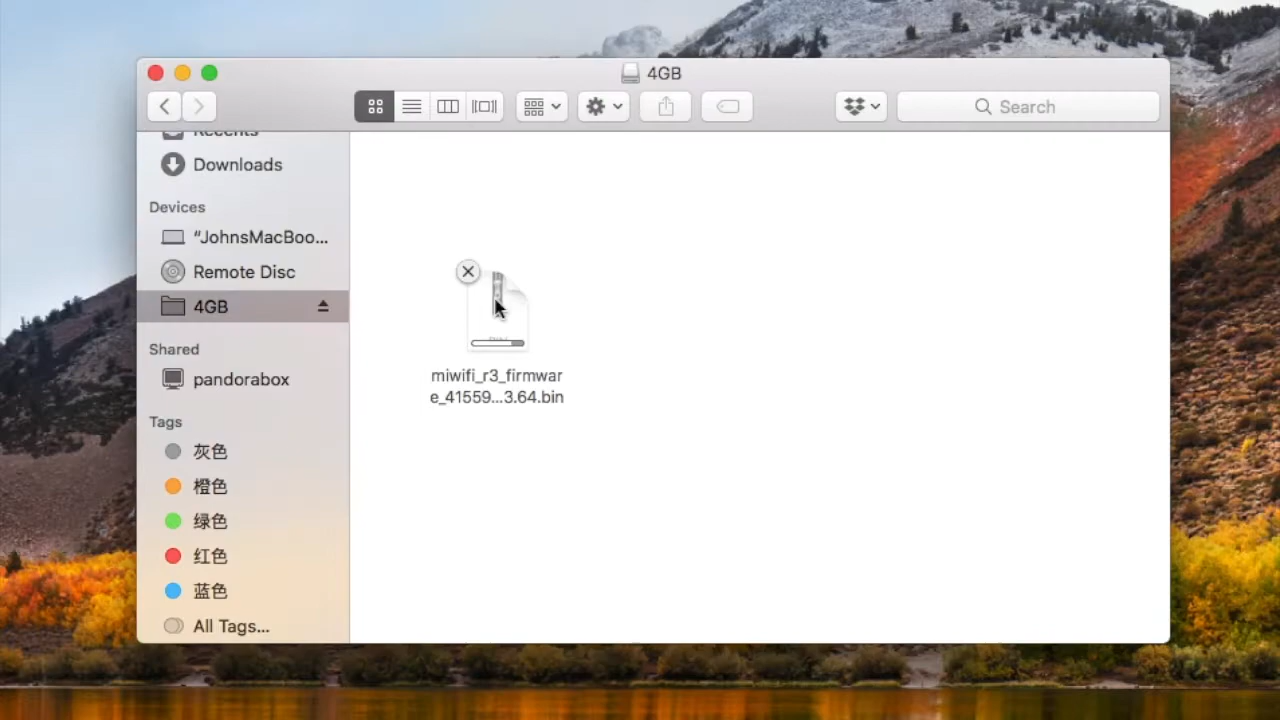 4GB
Search
Recents
Downloads
Devices
“JohnsMacBoo...
Remote Disc
4GB
Shared
pandorabox
Tags
灰色
橙色
绿色
红色
蓝色
All Tags...
miwifi_r3_firmwar
e_41559...3.64.bin